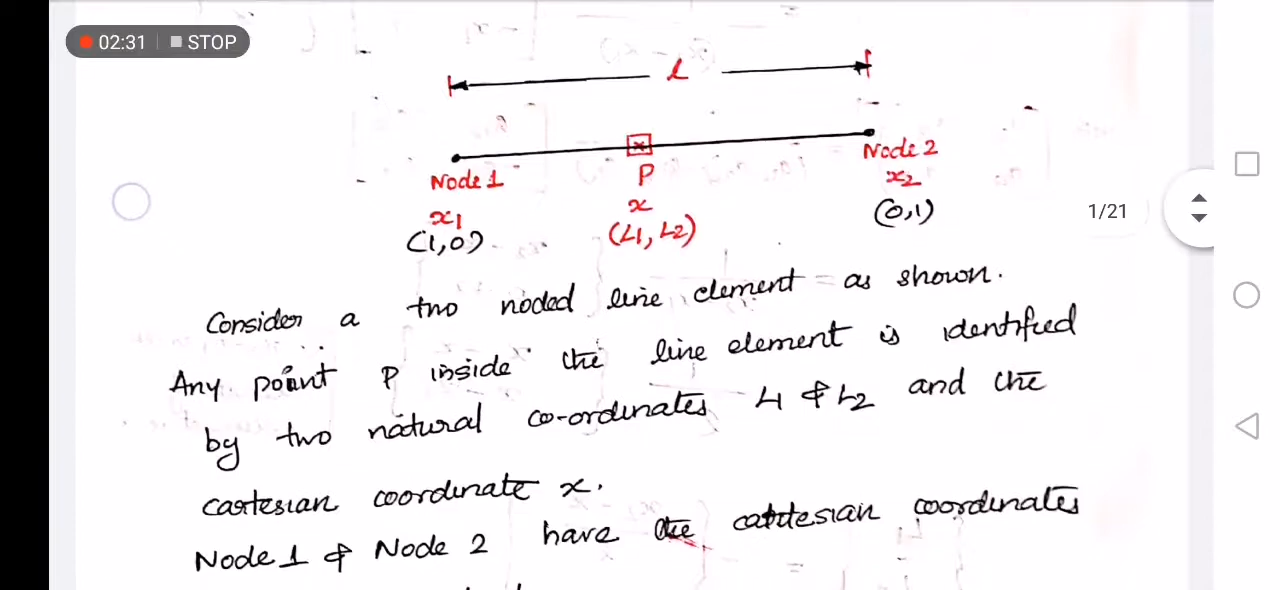 02:31 STOP
l
Node 1
x1
(1,0)
P
x
(L1, L2)
Node 2
x2
(0,1)
1/21
Consider a two noded line element as shown.
Any point P inside the line element is identified
by two natural co-ordinates L1 & L2 and the
cartesian coordinate x.
Node 1 & Node 2 have the cartesian coordinates